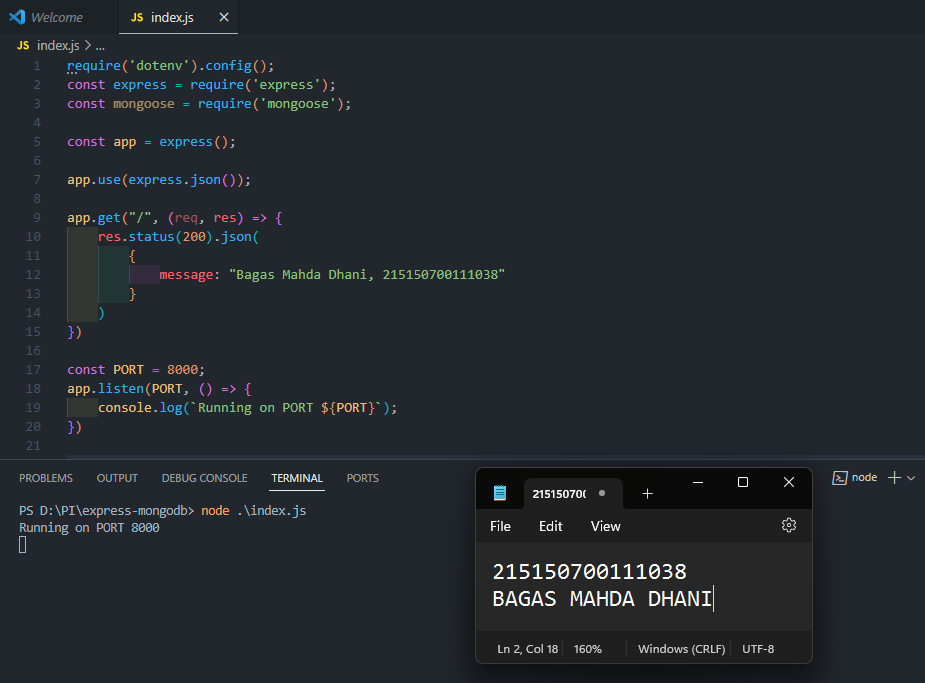 Welcome
JS index.js
JS index.js > ...
1 require('dotenv').config();
2 const express = require('express');
3 const mongoose = require('mongoose');
4
5 const app = express();
6
7 app.use(express.json());
8
9 app.get("/", (req, res) => {
10 res.status(200).json(
11 {
12 message: "Bagas Mahda Dhani, 215150700111038"
13 }
14 )
15 })
16
17 const PORT = 8000;
18 app.listen(PORT, () => {
19 console.log(`Running on PORT ${PORT}`);
20 })
21
PROBLEMS OUTPUT DEBUG CONSOLE TERMINAL PORTS
node
PS D:\PI\express-mongodb> node .\index.js
Running on PORT 8000
21515070(
File Edit View
215150700111038
BAGAS MAHDA DHANI
Ln 2, Col 18 160% Windows (CRLF) UTF-8